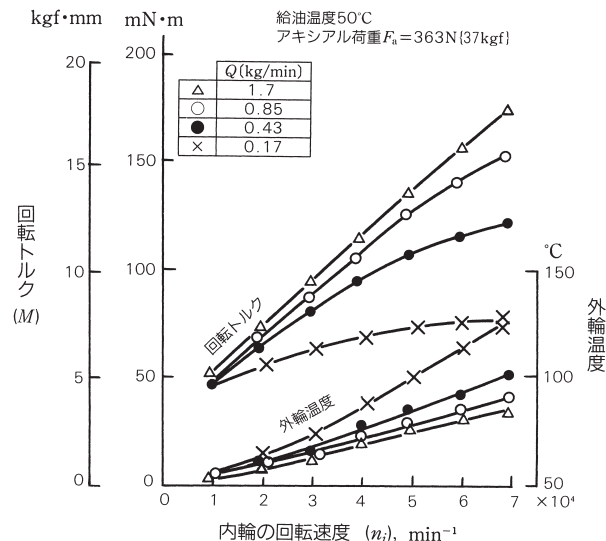 kgf·mm mN·m 給油温度50℃
アキシアル荷重Fa=363N{37kgf}
20 200
Q(kg/min)
△ 1.7
○ 0.85
● 0.43
× 0.17
15 150
回転トルク
(M)
10 100
℃
150
外輪温度
回転トルク
5 50 100
外輪温度
0 0 50
0 1 2 3 4 5 6 7
×10⁴
内輪の回転速度 (ni), min⁻¹